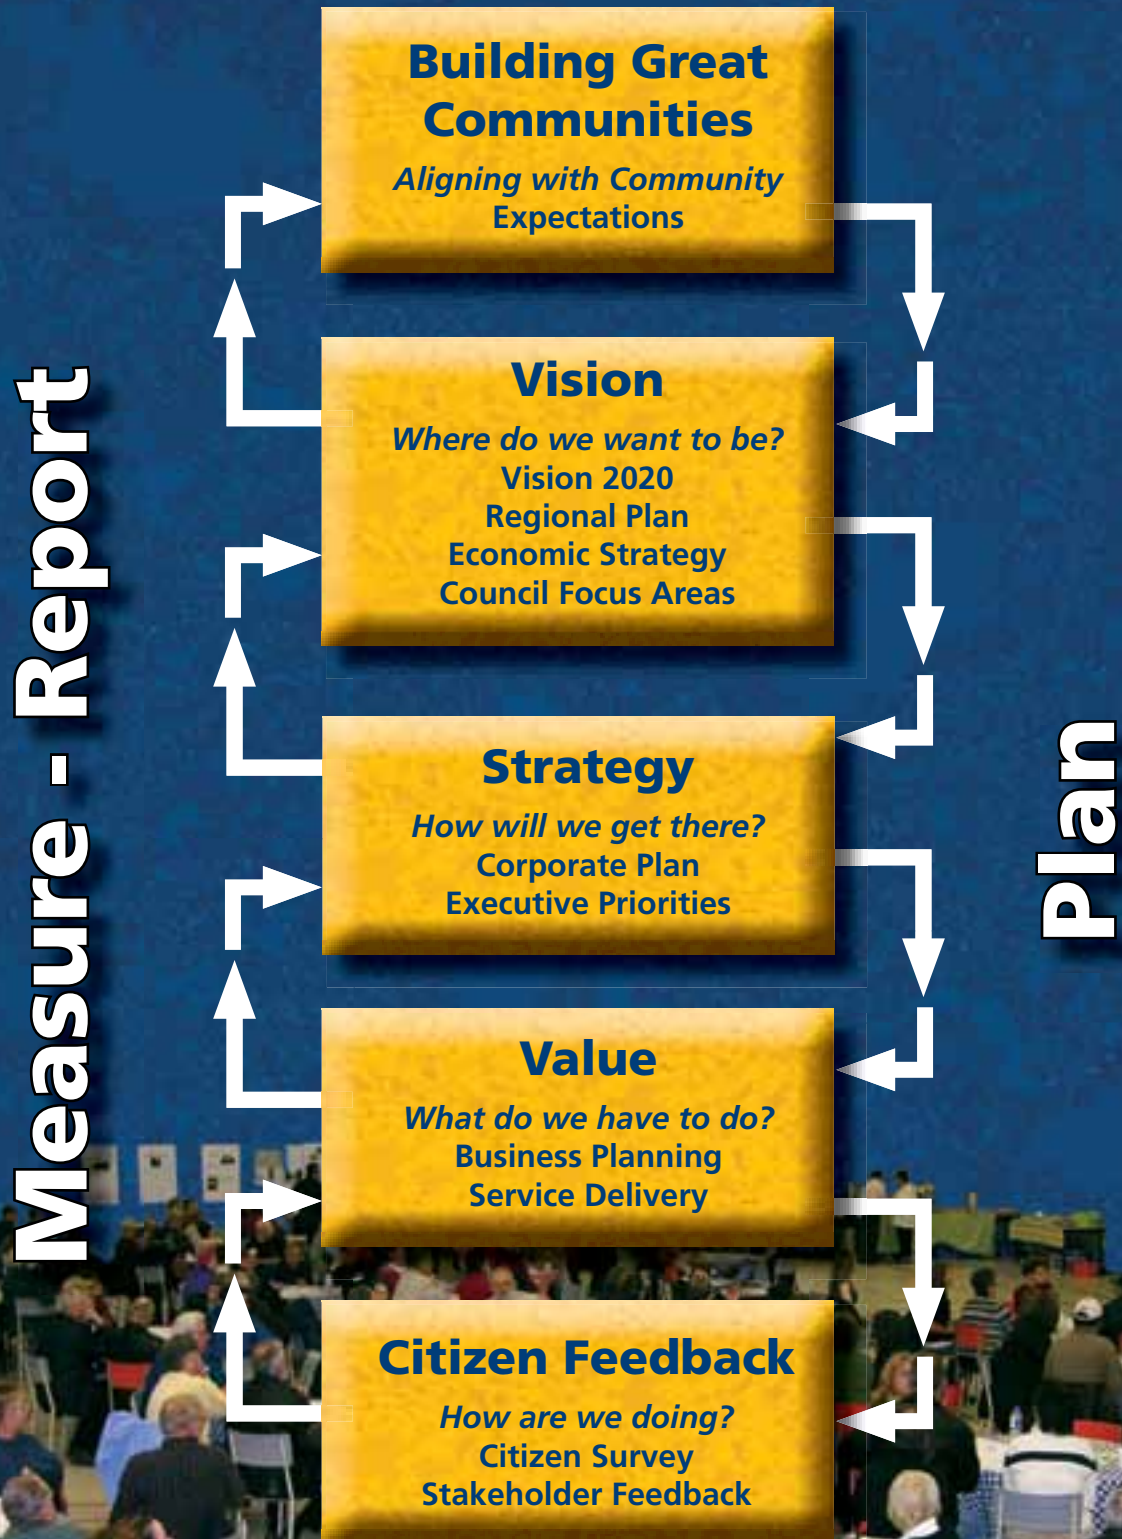 Building Great
Communities
Aligning with Community
Expectations
Vision
Where do we want to be?
Vision 2020
Regional Plan
Economic Strategy
Council Focus Areas
Strategy
How will we get there?
Corporate Plan
Executive Priorities
Value
What do we have to do?
Business Planning
Service Delivery
Citizen Feedback
How are we doing?
Citizen Survey
Stakeholder Feedback
Measure - Report
Plan